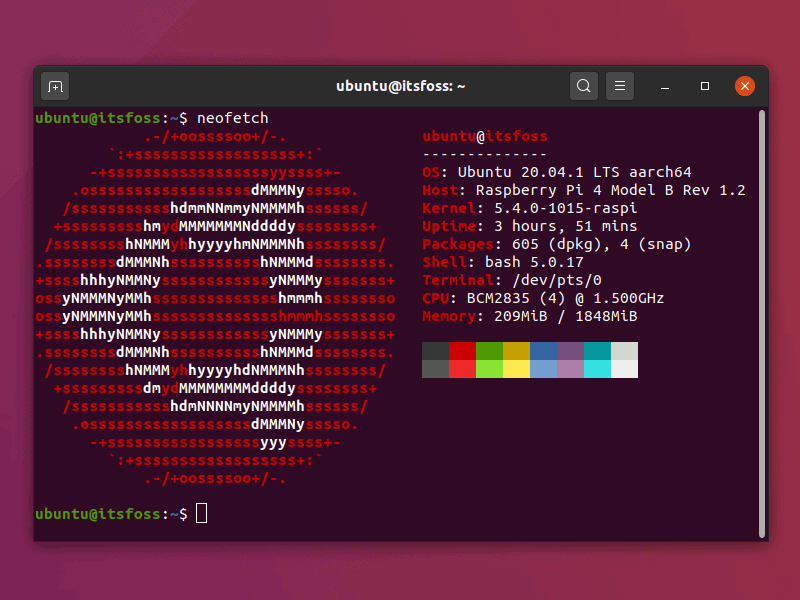 ubuntu@itsfoss: ~
ubuntu@itsfoss:~$ neofetch
.-/+oossssoo+/-.
`:+ssssssssssssssssss+:`
-+ssssssssssssssssssyyssss+-
.ossssssssssssssssssdMMMNysssso.
/ssssssssssshdmmNNmmyNMMMMhssssss/
+ssssssssshmydMMMMMMMNddddyssssssss+
/sssssssshNMMMyhhyyyyhmNMMMNhssssssss/
.ssssssssdMMMNhsssssssssshNMMMdssssssss.
+sssshhhyNMMNyssssssssssssyNMMMysssssss+
ossyNMMMNyMMhsssssssssssssshmmmhssssssso
ossyNMMMNyMMhsssssssssssssshmmmhssssssso
+sssshhhyNMMNyssssssssssssyNMMMysssssss+
.ssssssssdMMMNhsssssssssshNMMMdssssssss.
/sssssssshNMMMyhhyyyyhdNMMMNhssssssss/
+sssssssssdmydMMMMMMMMddddyssssssss+
/ssssssssssshdmNNNNmyNMMMMhssssss/
.ossssssssssssssssssdMMMNysssso.
-+sssssssssssssssssyyyssss+-
`:+ssssssssssssssssss+:`
.-/+oossssoo+/-.
ubuntu@itsfoss
--------------
OS: Ubuntu 20.04.1 LTS aarch64
Host: Raspberry Pi 4 Model B Rev 1.2
Kernel: 5.4.0-1015-raspi
Uptime: 3 hours, 51 mins
Packages: 605 (dpkg), 4 (snap)
Shell: bash 5.0.17
Terminal: /dev/pts/0
CPU: BCM2835 (4) @ 1.500GHz
Memory: 209MiB / 1848MiB
ubuntu@itsfoss:~$